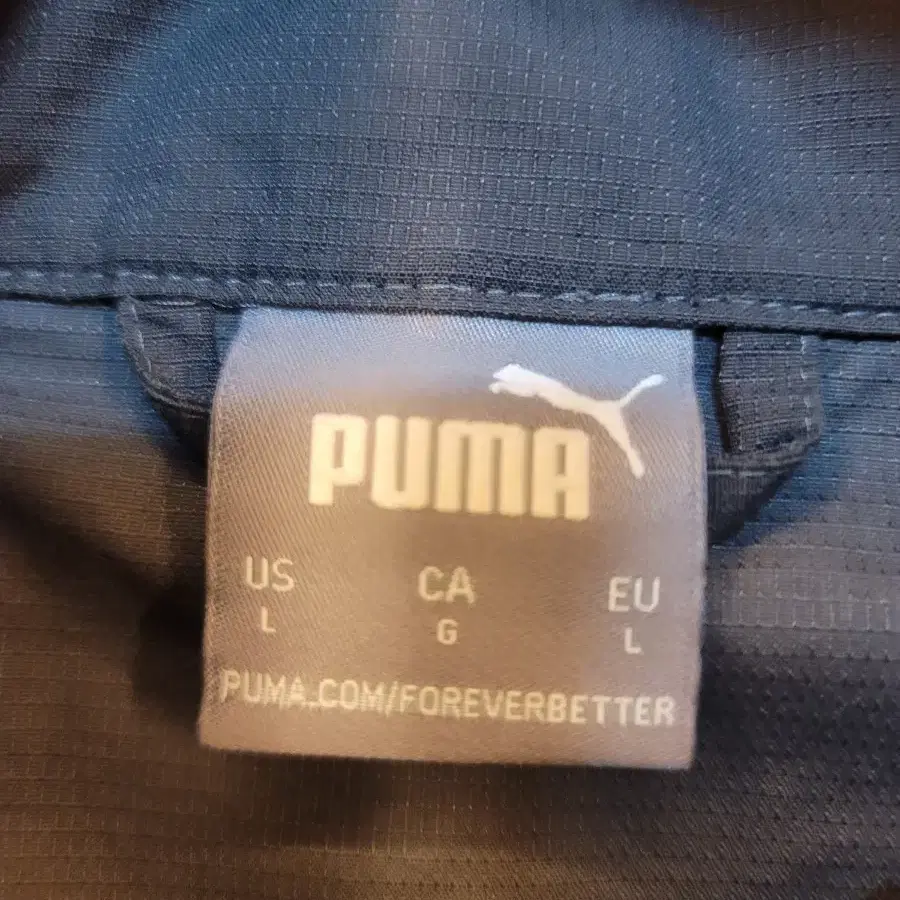 PUMA
US CA EU
L G L
PUMA.COM/FOREVERBETTER